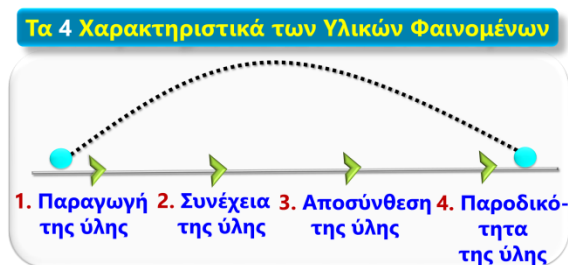 Τα 4 Χαρακτηριστικά των Υλικών Φαινομένων
1. Παραγωγή της ύλης
2. Συνέχεια της ύλης
3. Αποσύνθεση της ύλης
4. Παροδικό-
τητα
της ύλης